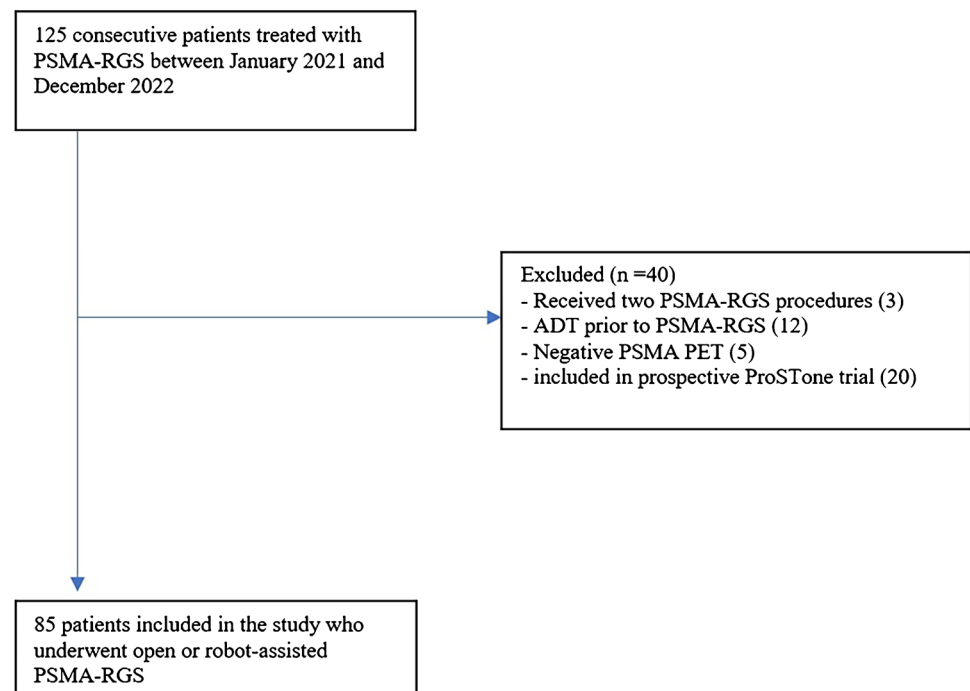 125 consecutive patients treated with
PSMA-RGS between January 2021 and
December 2022
Excluded (n =40)
- Received two PSMA-RGS procedures (3)
- ADT prior to PSMA-RGS (12)
- Negative PSMA PET (5)
- included in prospective ProSTone trial (20)
85 patients included in the study who
underwent open or robot-assisted
PSMA-RGS